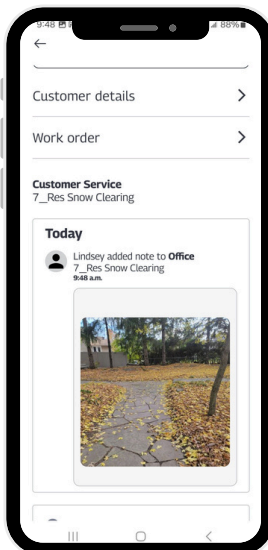 9:48
88%
Customer details
Work order
Customer Service
7_Res Snow Clearing
Today
Lindsey added note to Office
7_Res Snow Clearing
9:48 a.m.